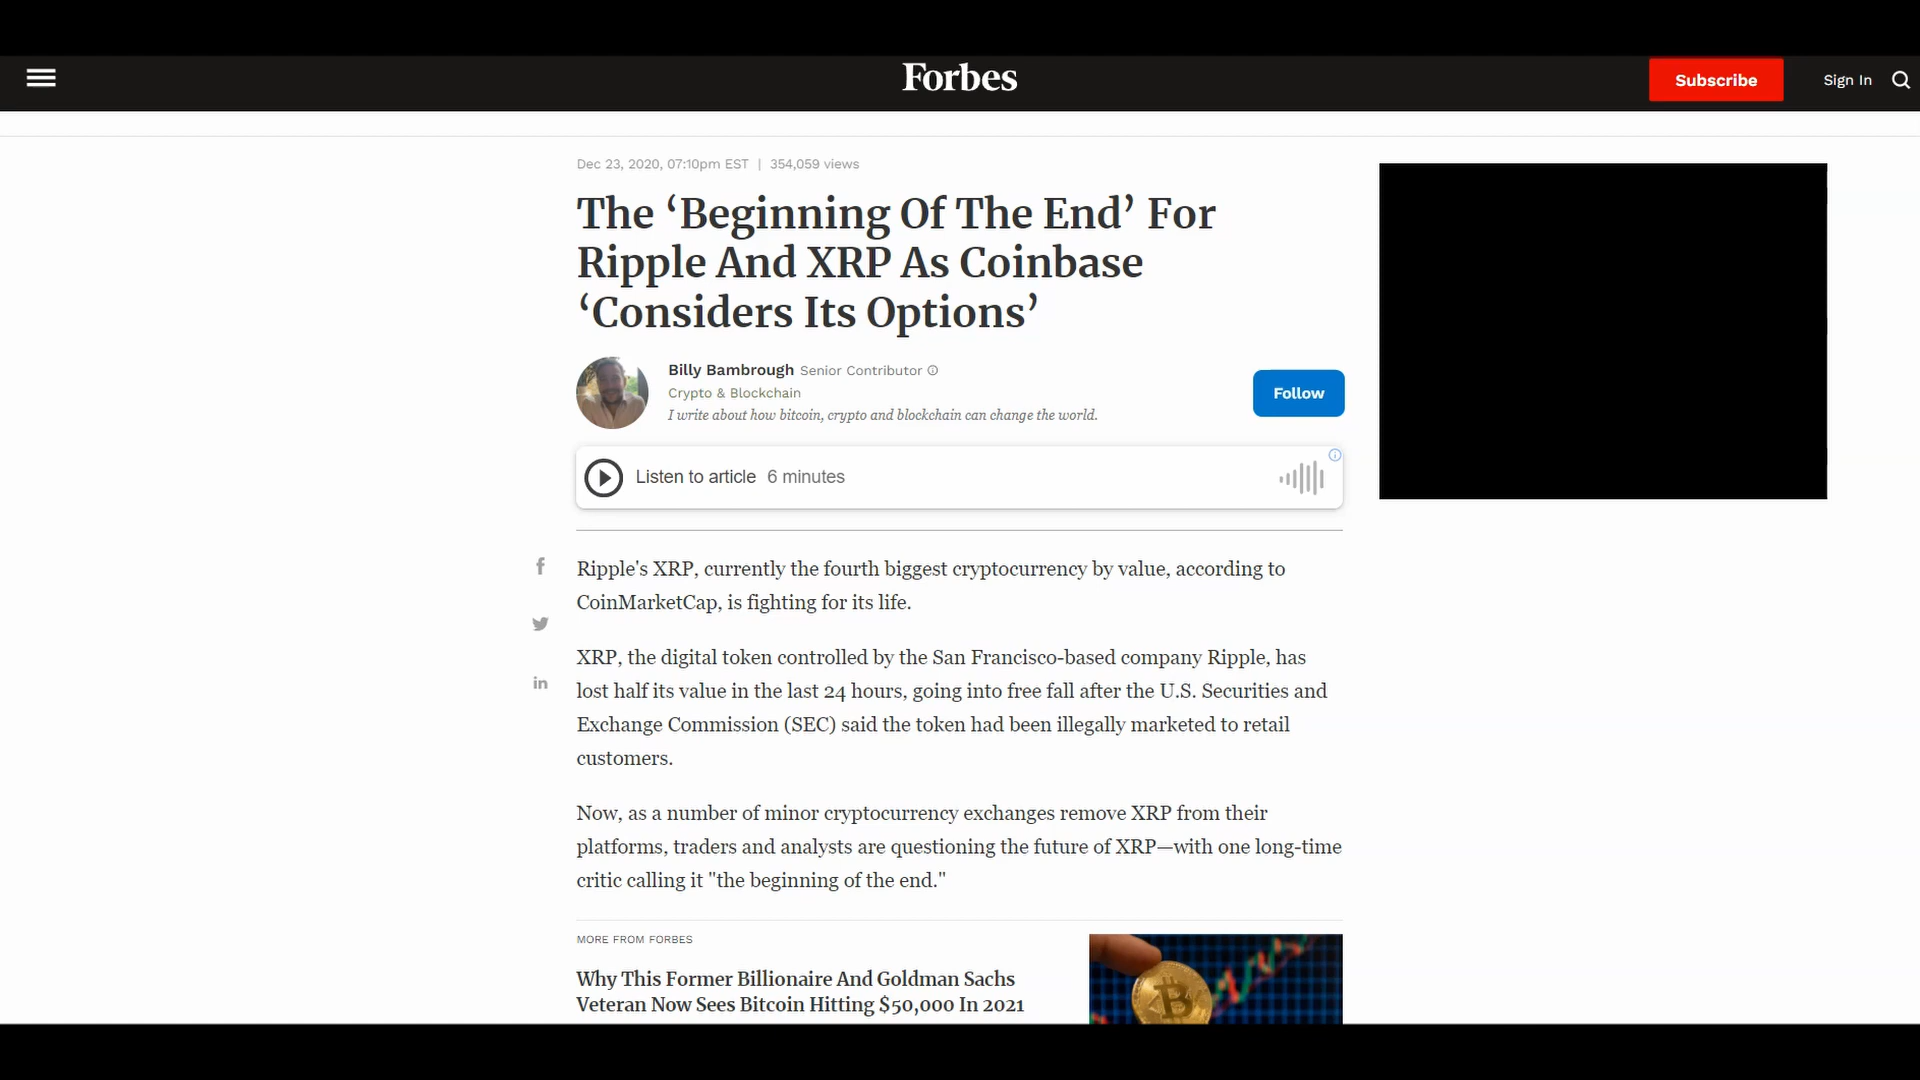 Forbes
Subscribe
Sign In
Dec 23, 2020, 07:10pm EST | 354,059 views
The ‘Beginning Of The End’ For
Ripple And XRP As Coinbase
‘Considers Its Options’
Billy Bambrough Senior Contributor
Crypto & Blockchain
I write about how bitcoin, crypto and blockchain can change the world.
Follow
Listen to article 6 minutes
Ripple's XRP, currently the fourth biggest cryptocurrency by value, according to
CoinMarketCap, is fighting for its life.
XRP, the digital token controlled by the San Francisco-based company Ripple, has
lost half its value in the last 24 hours, going into free fall after the U.S. Securities and
Exchange Commission (SEC) said the token had been illegally marketed to retail
customers.
Now, as a number of minor cryptocurrency exchanges remove XRP from their
platforms, traders and analysts are questioning the future of XRP—with one long-time
critic calling it "the beginning of the end."
MORE FROM FORBES
Why This Former Billionaire And Goldman Sachs
Veteran Now Sees Bitcoin Hitting $50,000 In 2021